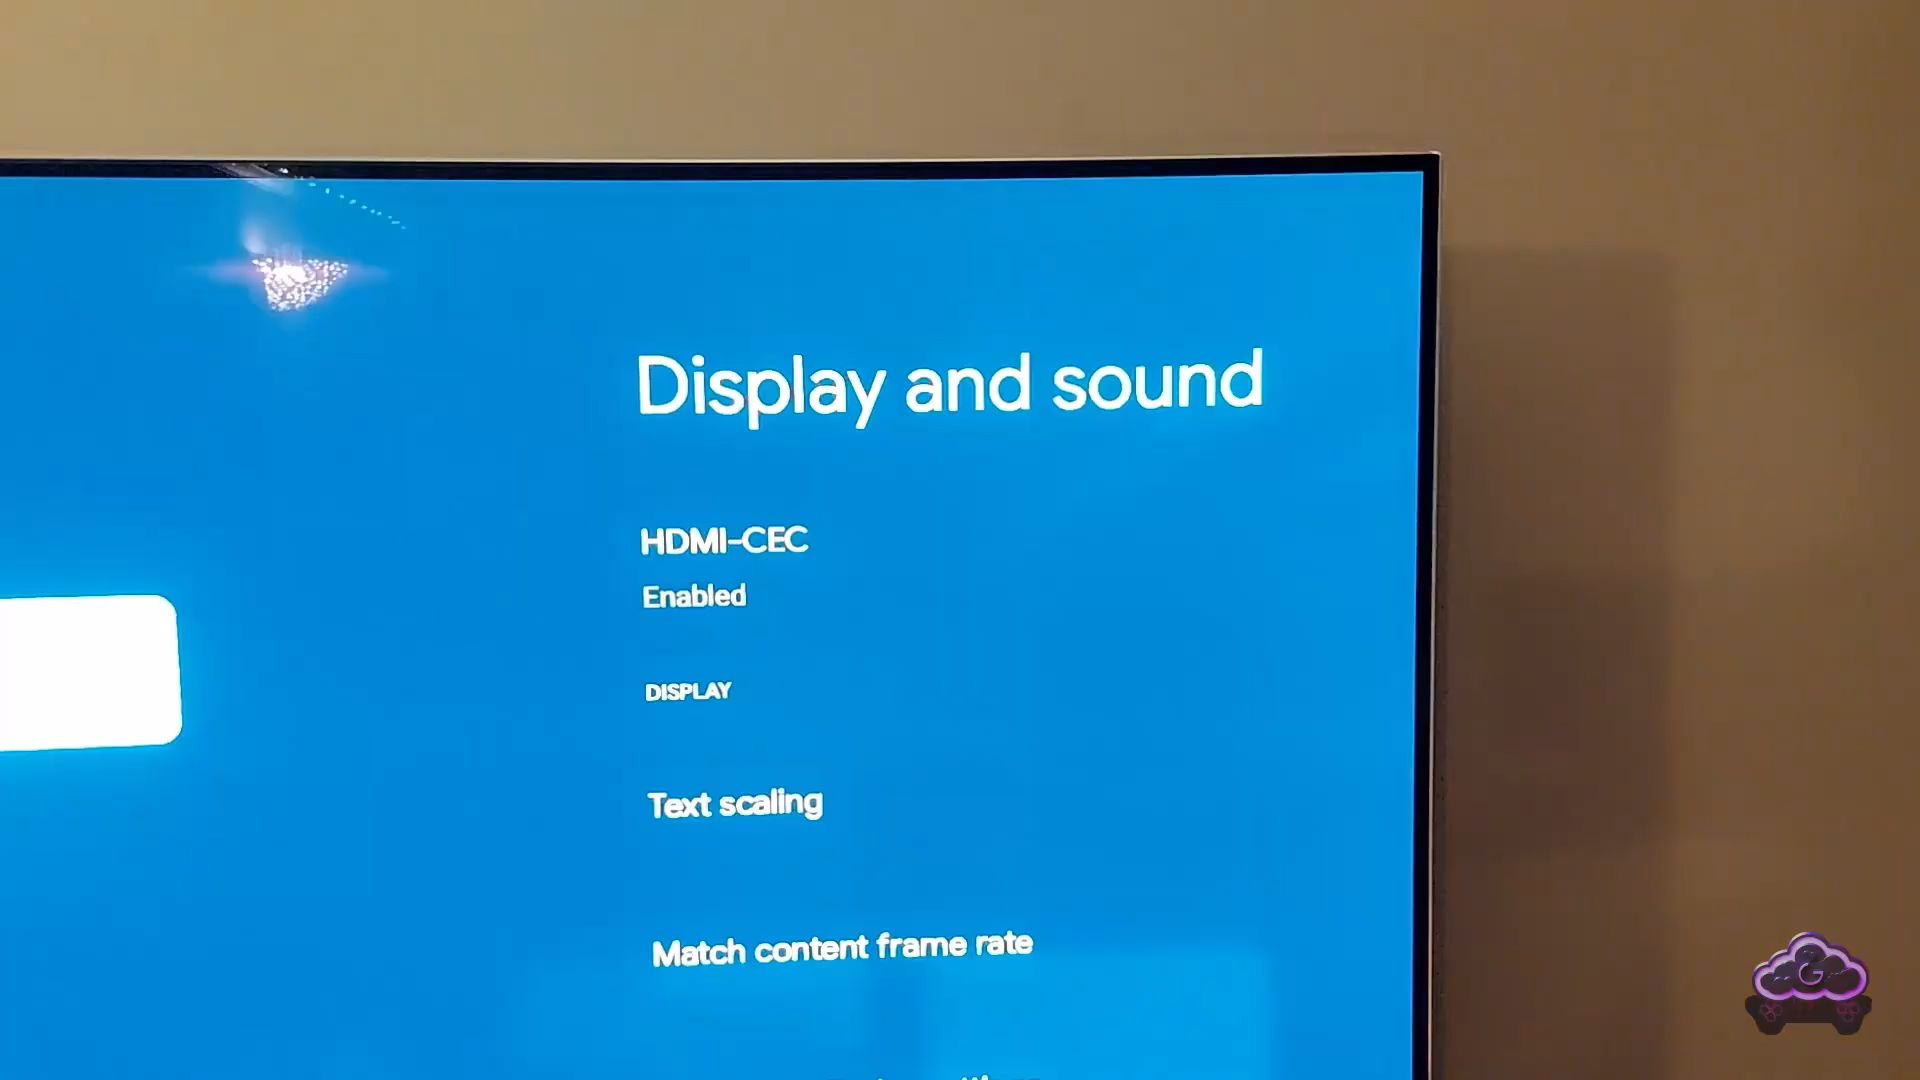 Display and sound
HDMI-CEC
Enabled
DISPLAY
Text scaling
Match content frame rate
G